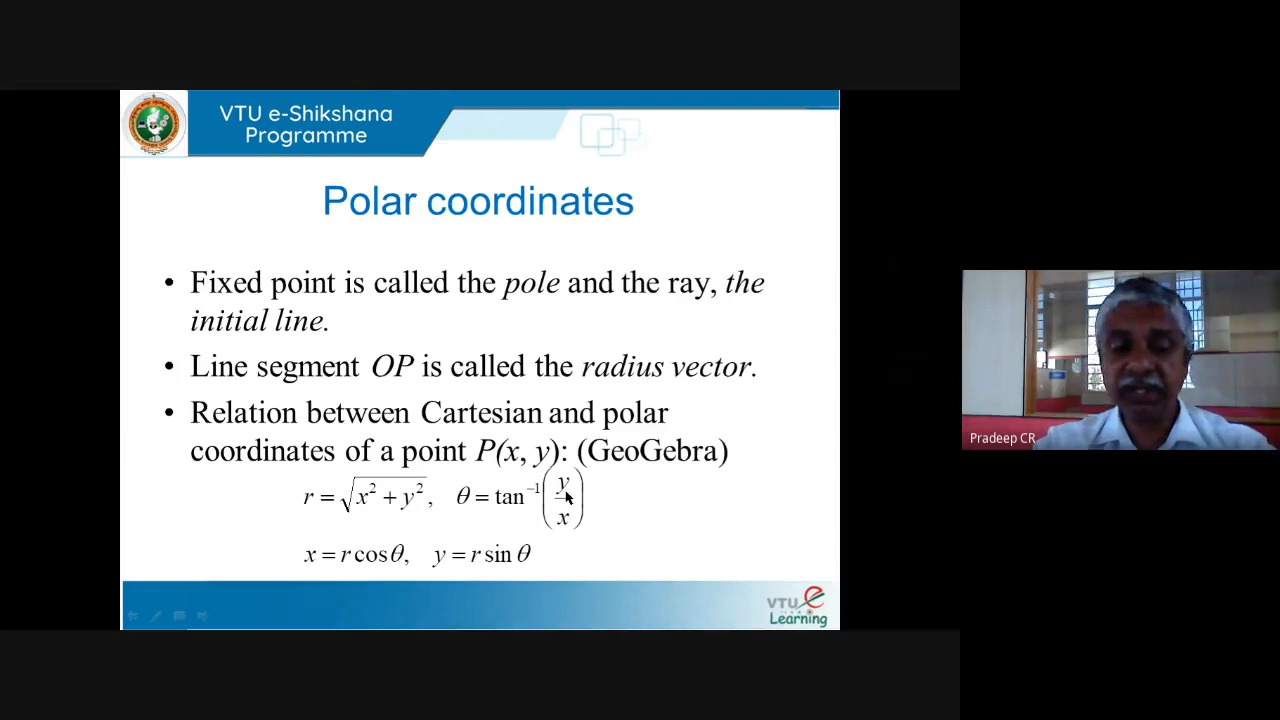 VTU e-Shikshana
Programme
Polar coordinates
• Fixed point is called the pole and the ray, the
initial line.
• Line segment OP is called the radius vector.
• Relation between Cartesian and polar
coordinates of a point P(x, y): (GeoGebra)
r = √(x² + y²), θ = tan⁻¹(y/x)
x = r cos θ, y = r sin θ
VTU e
Learning
Pradeep CR